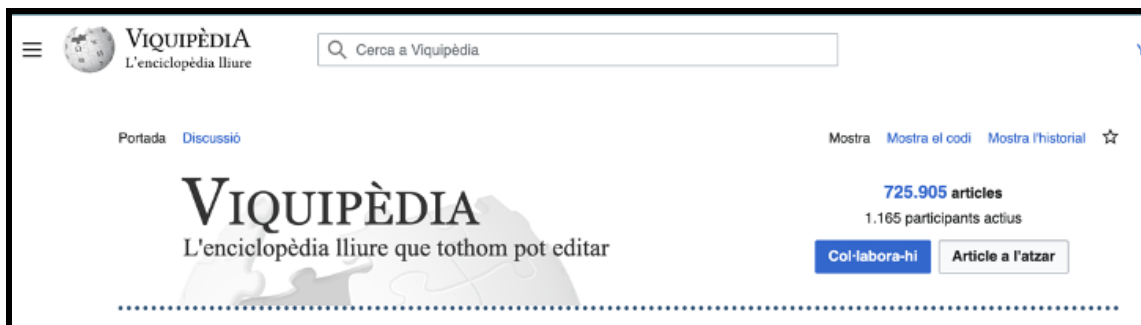 VIQUIPÈDIA
L'enciclopèdia lliure
Cerca a Viquipèdia
Portada Discussió
Mostra Mostra el codi Mostra l'historial
VIQUIPÈDIA
L'enciclopèdia lliure que tothom pot editar
725.905 articles
1.165 participants actius
Col·labora-hi Article a l'atzar